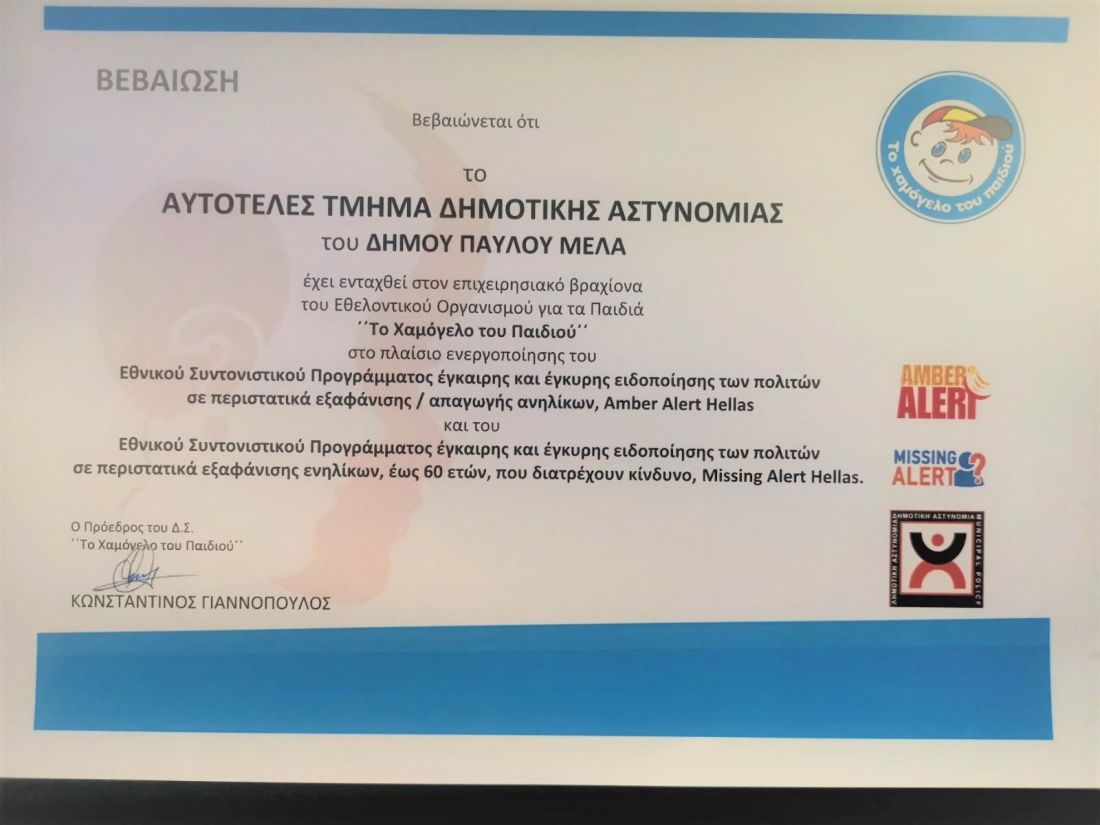 ΒΕΒΑΙΩΣΗ
Βεβαιώνεται ότι
το
ΑΥΤΟΤΕΛΕΣ ΤΜΗΜΑ ΔΗΜΟΤΙΚΗΣ ΑΣΤΥΝΟΜΙΑΣ
του ΔΗΜΟΥ ΠΑΥΛΟΥ ΜΕΛΑ
έχει ενταχθεί στον επιχειρησιακό βραχίονα
του Εθελοντικού Οργανισμού για τα Παιδιά
΄΄Το Χαμόγελο του Παιδιού΄΄
στο πλαίσιο ενεργοποίησης του
Εθνικού Συντονιστικού Προγράμματος έγκαιρης και έγκυρης ειδοποίησης των πολιτών
σε περιστατικά εξαφάνισης / απαγωγής ανηλίκων, Amber Alert Hellas
και του
Εθνικού Συντονιστικού Προγράμματος έγκαιρης και έγκυρης ειδοποίησης των πολιτών
σε περιστατικά εξαφάνισης ενηλίκων, έως 60 ετών, που διατρέχουν κίνδυνο, Missing Alert Hellas.
Ο Πρόεδρος του Δ.Σ.
΄΄Το Χαμόγελο του Παιδιού΄΄
ΚΩΝΣΤΑΝΤΙΝΟΣ ΓΙΑΝΝΟΠΟΥΛΟΣ
Το χαμόγελο του παιδιού
AMBER
ALERT
MISSING
ALERT
ΔΗΜΟΤΙΚΗ ΑΣΤΥΝΟΜΙΑ
ΔΗΜΟΤΙΚΗ ΑΣΤΥΝΟΜΙΑ
MUNICIPAL POLICE